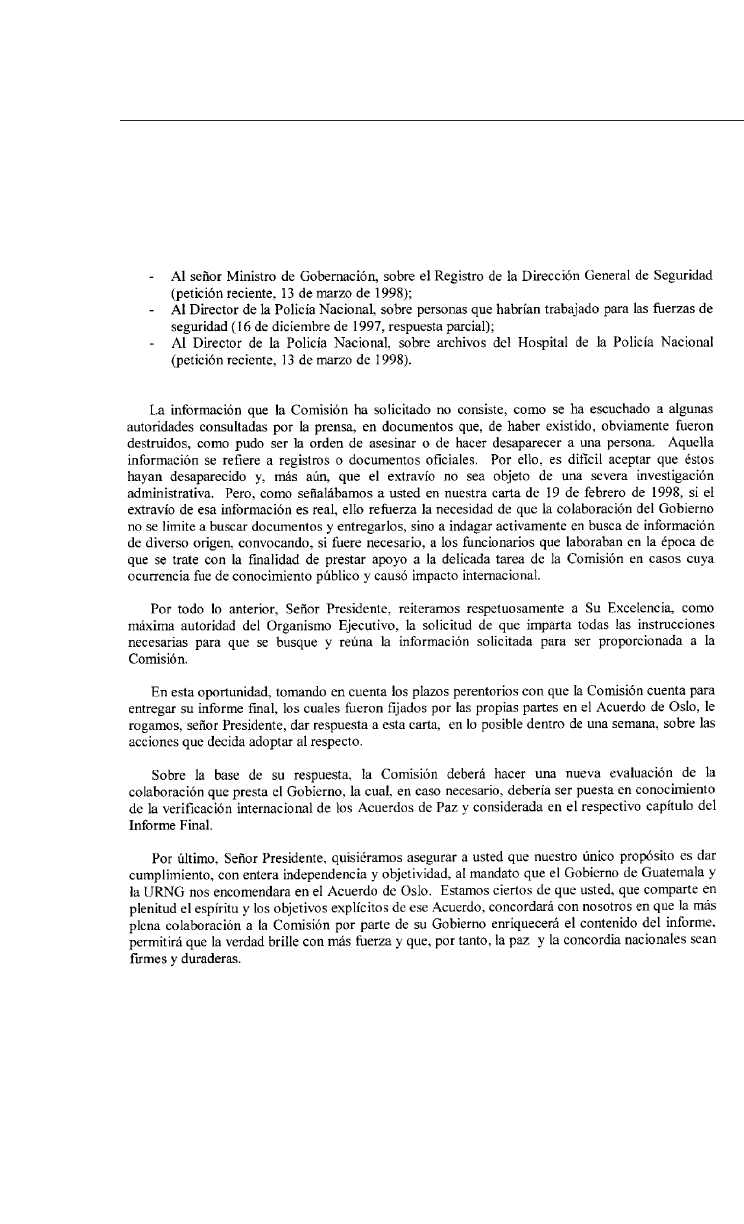 - Al señor Ministro de Gobernación, sobre el Registro de la Dirección General de Seguridad
(petición reciente, 13 de marzo de 1998);
- Al Director de la Policía Nacional, sobre personas que habrían trabajado para las fuerzas de
seguridad (16 de diciembre de 1997, respuesta parcial);
- Al Director de la Policía Nacional, sobre archivos del Hospital de la Policía Nacional
(petición reciente, 13 de marzo de 1998).
La información que la Comisión ha solicitado no consiste, como se ha escuchado a algunas
autoridades consultadas por la prensa, en documentos que, de haber existido, obviamente fueron
destruidos, como pudo ser la orden de asesinar o de hacer desaparecer a una persona. Aquella
información se refiere a registros o documentos oficiales. Por ello, es difícil aceptar que éstos
hayan desaparecido y, más aún, que el extravío no sea objeto de una severa investigación
administrativa. Pero, como señalábamos a usted en nuestra carta de 19 de febrero de 1998, si el
extravío de esa información es real, ello refuerza la necesidad de que la colaboración del Gobierno
no se limite a buscar documentos y entregarlos, sino a indagar activamente en busca de información
de diverso origen, convocando, si fuere necesario, a los funcionarios que laboraban en la época de
que se trate con la finalidad de prestar apoyo a la delicada tarea de la Comisión en casos cuya
ocurrencia fue de conocimiento público y causó impacto internacional.
Por todo lo anterior, Señor Presidente, reiteramos respetuosamente a Su Excelencia, como
máxima autoridad del Organismo Ejecutivo, la solicitud de que imparta todas las instrucciones
necesarias para que se busque y reúna la información solicitada para ser proporcionada a la
Comisión.
En esta oportunidad, tomando en cuenta los plazos perentorios con que la Comisión cuenta para
entregar su informe final, los cuales fueron fijados por las propias partes en el Acuerdo de Oslo, le
rogamos, señor Presidente, dar respuesta a esta carta, en lo posible dentro de una semana, sobre las
acciones que decida adoptar al respecto.
Sobre la base de su respuesta, la Comisión deberá hacer una nueva evaluación de la
colaboración que presta el Gobierno, la cual, en caso necesario, debería ser puesta en conocimiento
de la verificación internacional de los Acuerdos de Paz y considerada en el respectivo capítulo del
Informe Final.
Por último, Señor Presidente, quisiéramos asegurar a usted que nuestro único propósito es dar
cumplimiento, con entera independencia y objetividad, al mandato que el Gobierno de Guatemala y
la URNG nos encomendara en el Acuerdo de Oslo. Estamos ciertos de que usted, que comparte en
plenitud el espíritu y los objetivos explícitos de ese Acuerdo, concordará con nosotros en que la más
plena colaboración a la Comisión por parte de su Gobierno enriquecerá el contenido del informe,
permitirá que la verdad brille con más fuerza y que, por tanto, la paz y la concordia nacionales sean
firmes y duraderas.